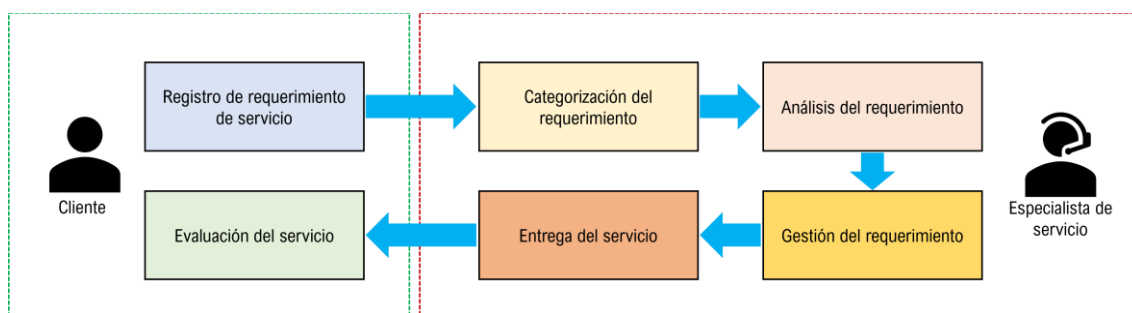 Registro de requerimiento
de servicio
Categorización del
requerimiento
Análisis del requerimiento
Cliente
Especialista de
servicio
Evaluación del servicio
Entrega del servicio
Gestión del requerimiento